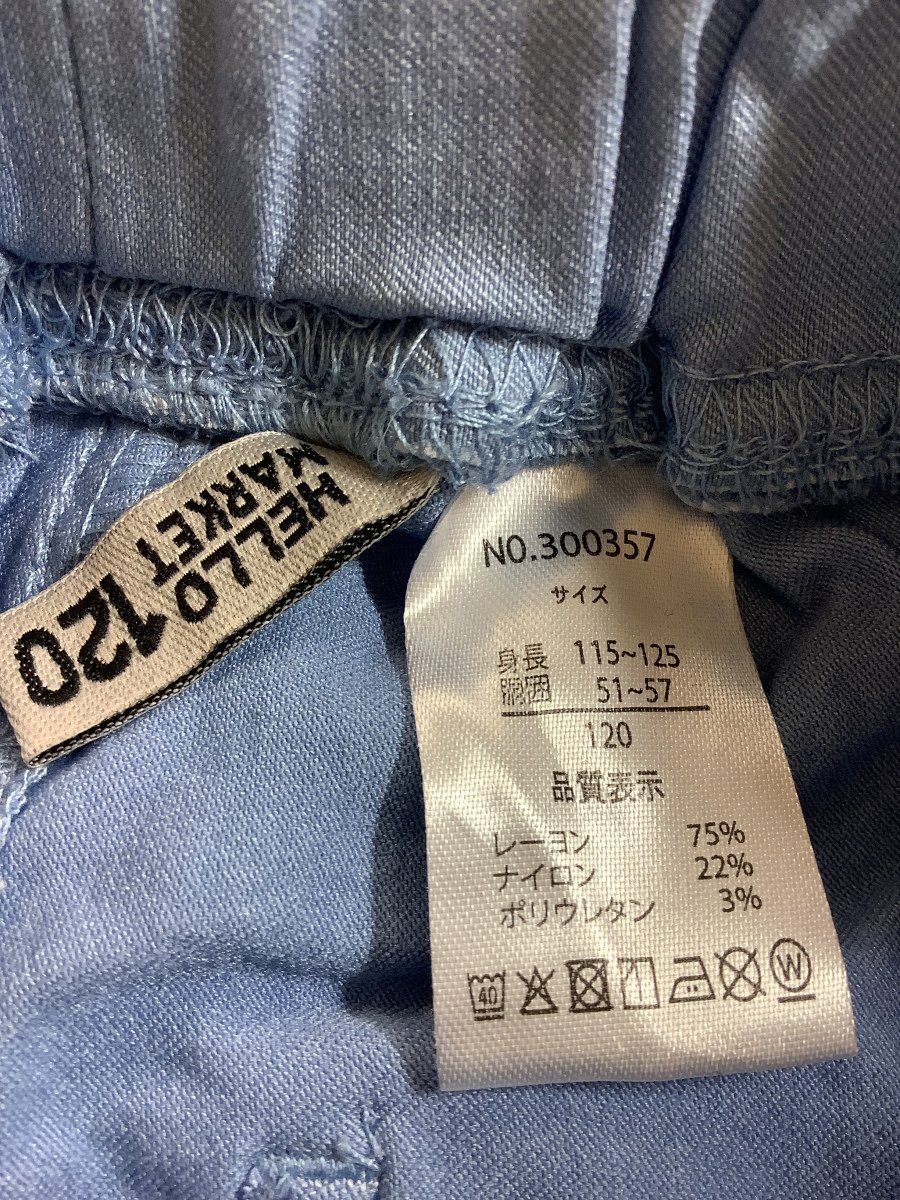 HELLO
MARKET
120
NO.300357
サイズ
身長 115~125
胴囲 51~57
120
品質表示
レーヨン 75%
ナイロン 22%
ポリウレタン 3%
40
W